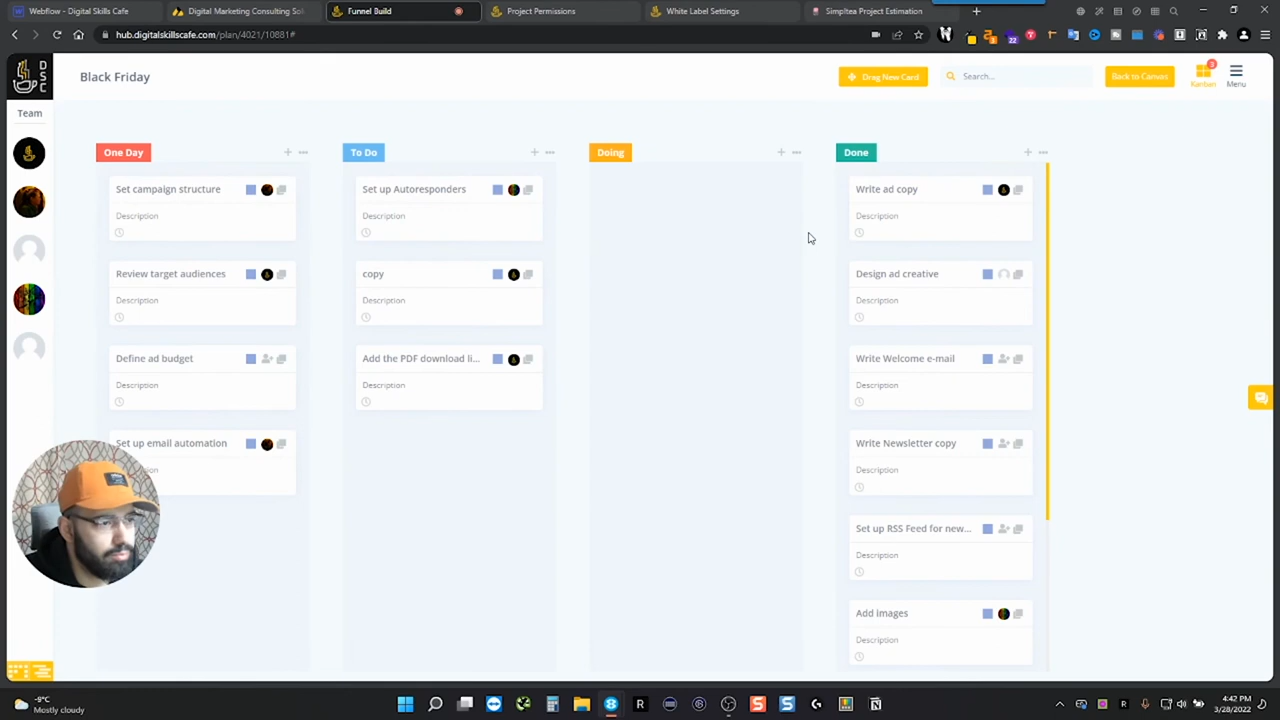 Webflow - Digital Skills Cafe
Digital Marketing Consulting Sol
Funnel Build
Project Permissions
White Label Settings
Simpltea Project Estimation
hub.digitalskillscafe.com/plan/4021/10881#
22
DSC
Black Friday
Drag New Card
Search...
Back to Canvas
3
Kanban
Menu
Team
One Day
To Do
Doing
Done
Set campaign structure
Description
Review target audiences
Description
Define ad budget
Description
Set up email automation
Set up Autoresponders
Description
copy
Description
Add the PDF download li...
Description
Write ad copy
Description
Design ad creative
Description
Write Welcome e-mail
Description
Write Newsletter copy
Description
Set up RSS Feed for new...
Description
Add images
Description
-9°C
Mostly cloudy
4:42 PM
3/28/2022